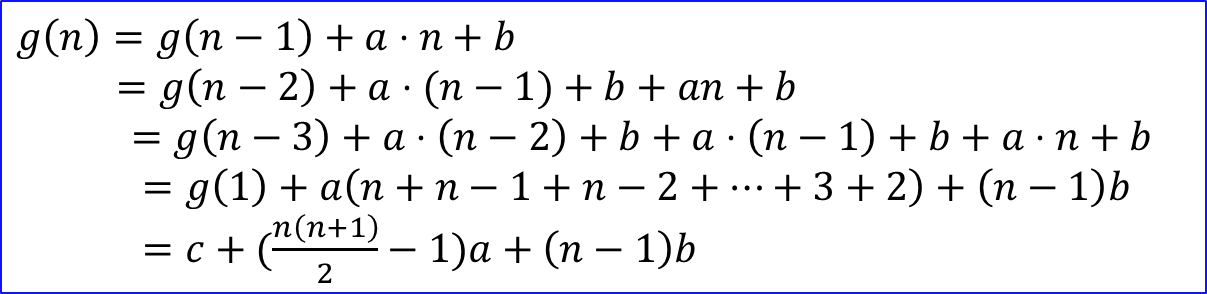 g(n) = g(n − 1) + a · n + b
= g(n − 2) + a · (n − 1) + b + an + b
= g(n − 3) + a · (n − 2) + b + a · (n − 1) + b + a · n + b
= g(1) + a(n + n − 1 + n − 2 + ⋯ + 3 + 2) + (n − 1)b
= c + (n(n+1)/2 − 1)a + (n − 1)b